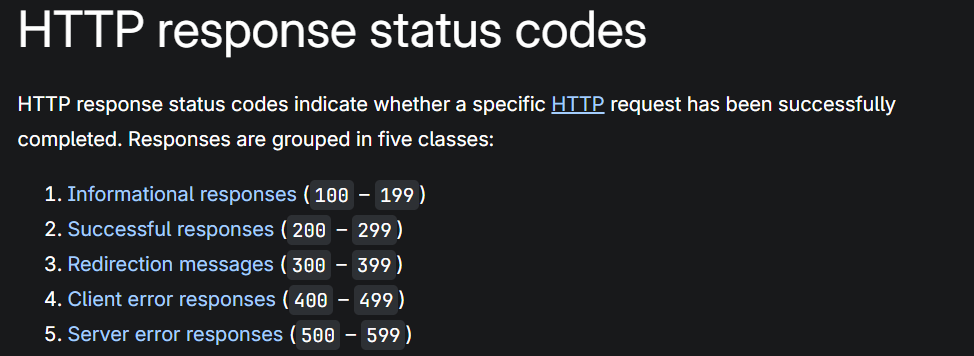 HTTP response status codes
HTTP response status codes indicate whether a specific HTTP request has been successfully
completed. Responses are grouped in five classes:
1. Informational responses (100 – 199)
2. Successful responses (200 – 299)
3. Redirection messages (300 – 399)
4. Client error responses (400 – 499)
5. Server error responses (500 – 599)